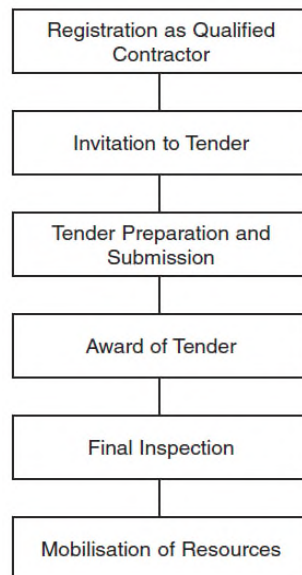 Registration as Qualified
Contractor
Invitation to Tender
Tender Preparation and
Submission
Award of Tender
Final Inspection
Mobilisation of Resources